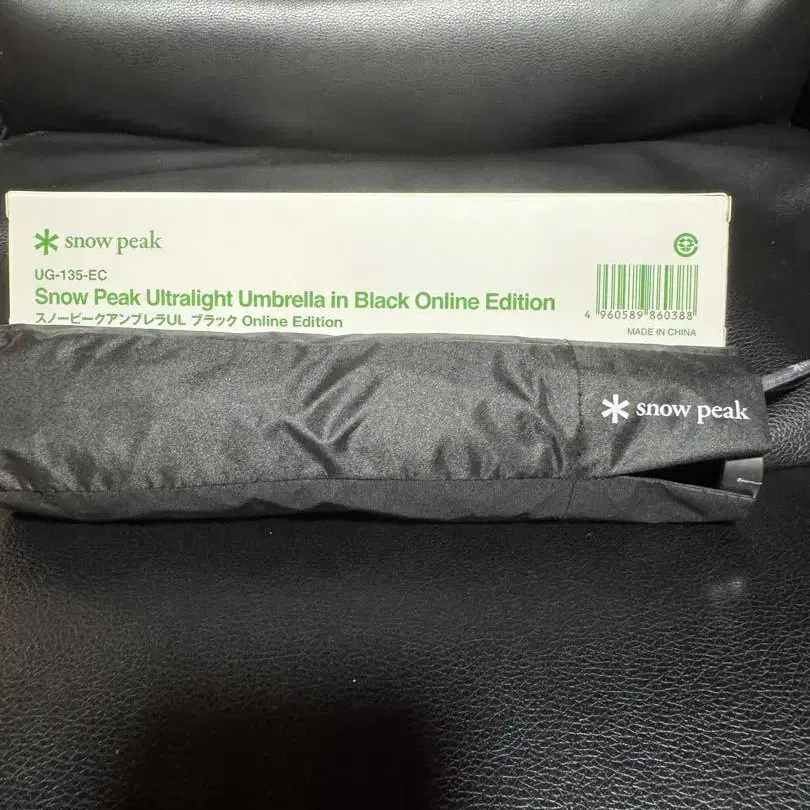 snow peak
UG-135-EC
Snow Peak Ultralight Umbrella in Black Online Edition
スノーピークアンブレラUL ブラック Online Edition
4 960589 860388
MADE IN CHINA
snow peak